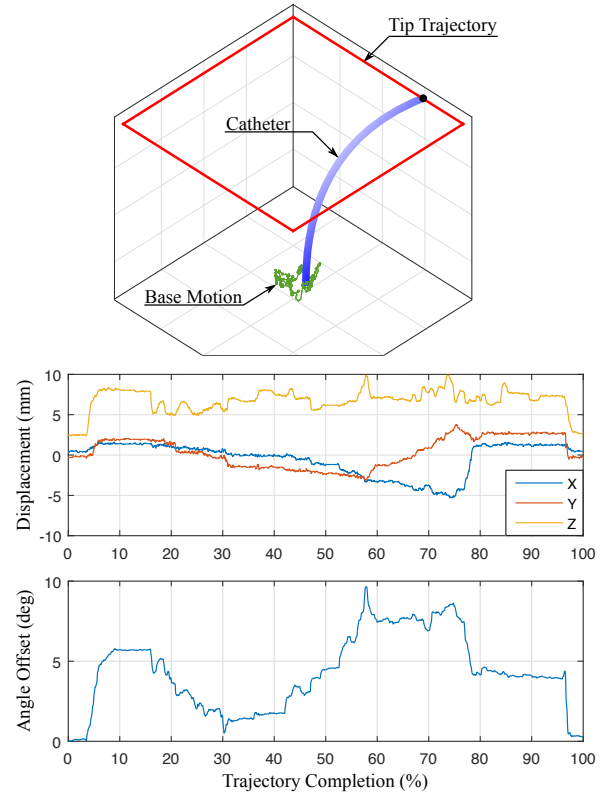 Tip Trajectory
Catheter
Base Motion
Displacement (mm)
10
5
0
-5
-10
X
Y
Z
0 10 20 30 40 50 60 70 80 90 100
Angle Offset (deg)
10
5
0
0 10 20 30 40 50 60 70 80 90 100
Trajectory Completion (%)